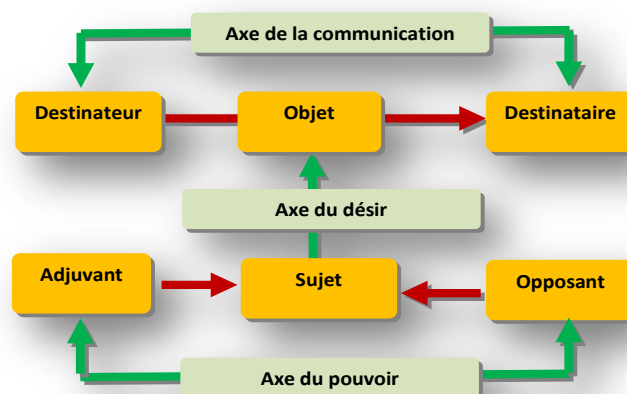 Axe de la communication
Destinateur
Objet
Destinataire
Axe du désir
Adjuvant
Sujet
Opposant
Axe du pouvoir